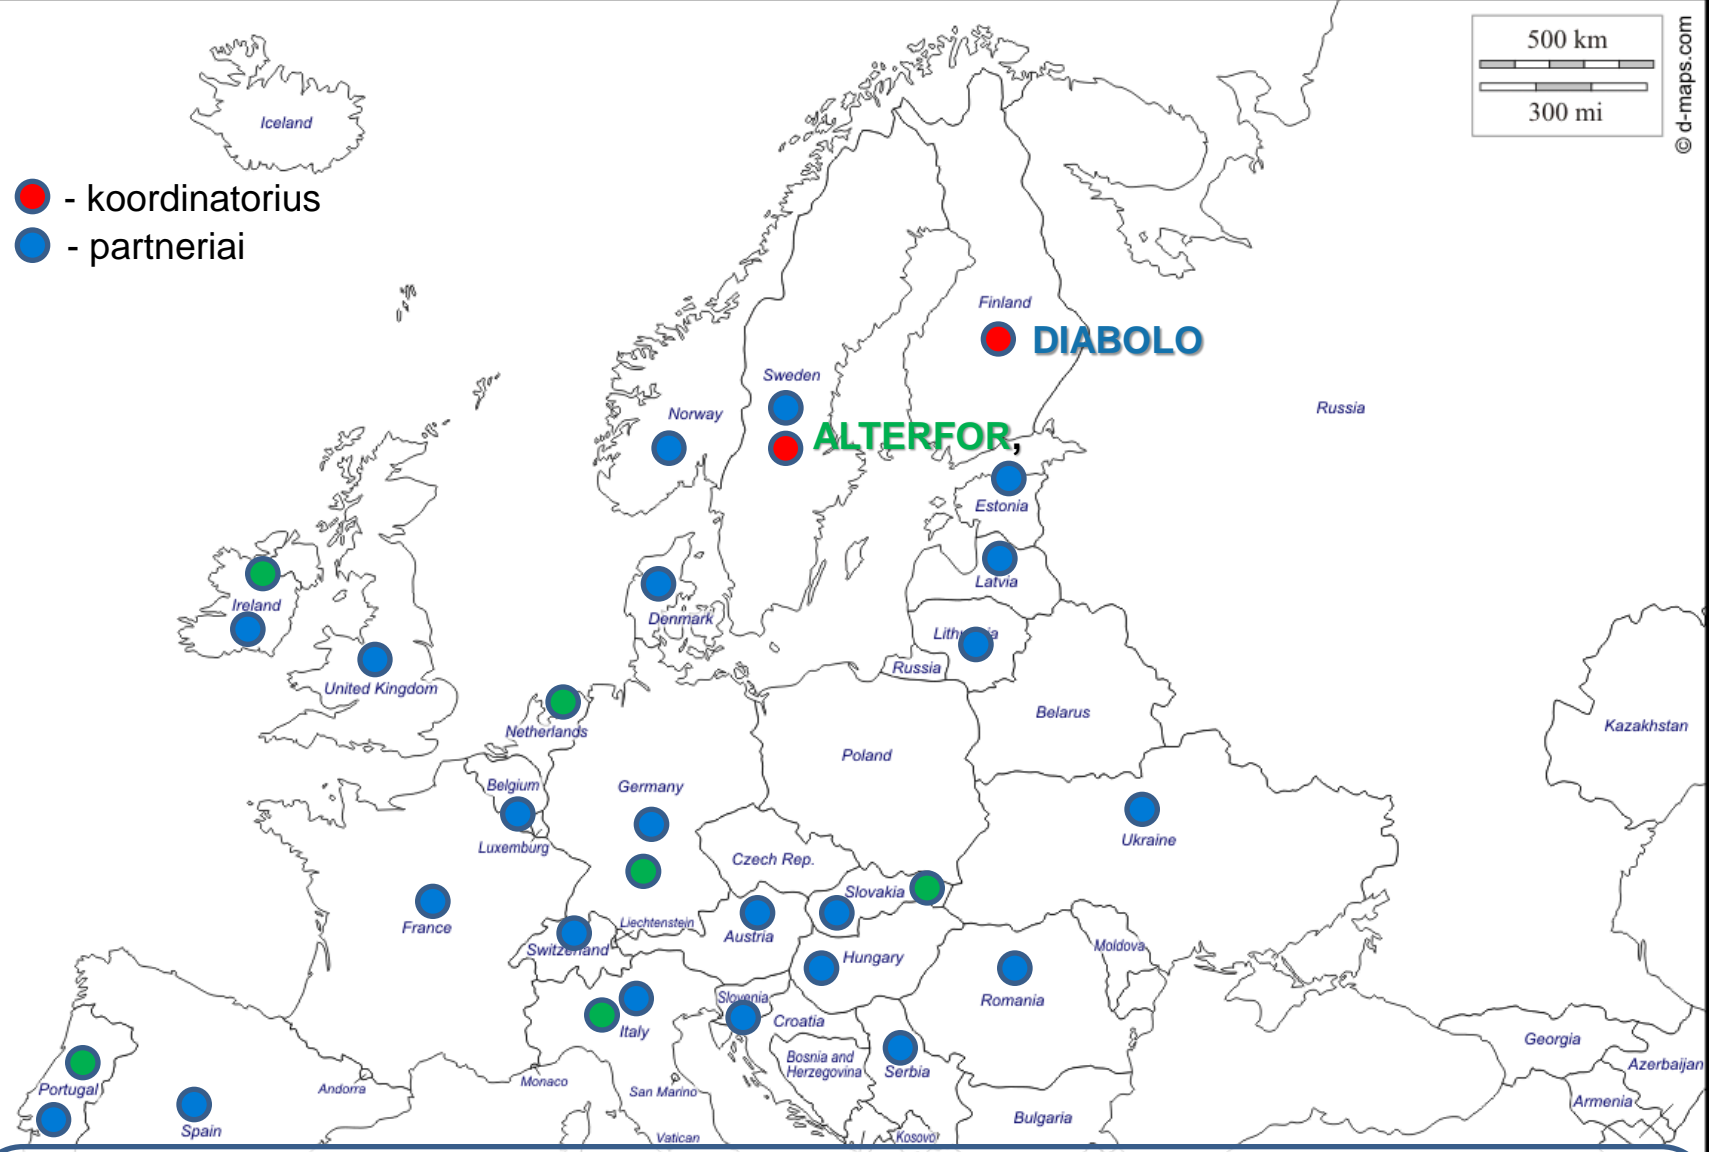 500 km
300 mi
© d-maps.com
Iceland
- koordinatorius
- partneriai
Finland
DIABOLO
Sweden
Norway
Russia
ALTERFOR,
Estonia
Latvia
Ireland
Denmark
Russia
United Kingdom
Netherlands
Belarus
Kazakhstan
Poland
Belgium
Germany
Ukraine
Luxemburg
Czech Rep.
Slovakia
France
Liechtenstein
Austria
Switzerland
Moldova
Hungary
Slovenia
Romania
Croatia
Italy
Georgia
Bosnia and
Herzegovina
Serbia
Azerbaijan
Monaco
Andorra
Portugal
San Marino
Armenia
Bulgaria
Spain
Vatican
Kosovo